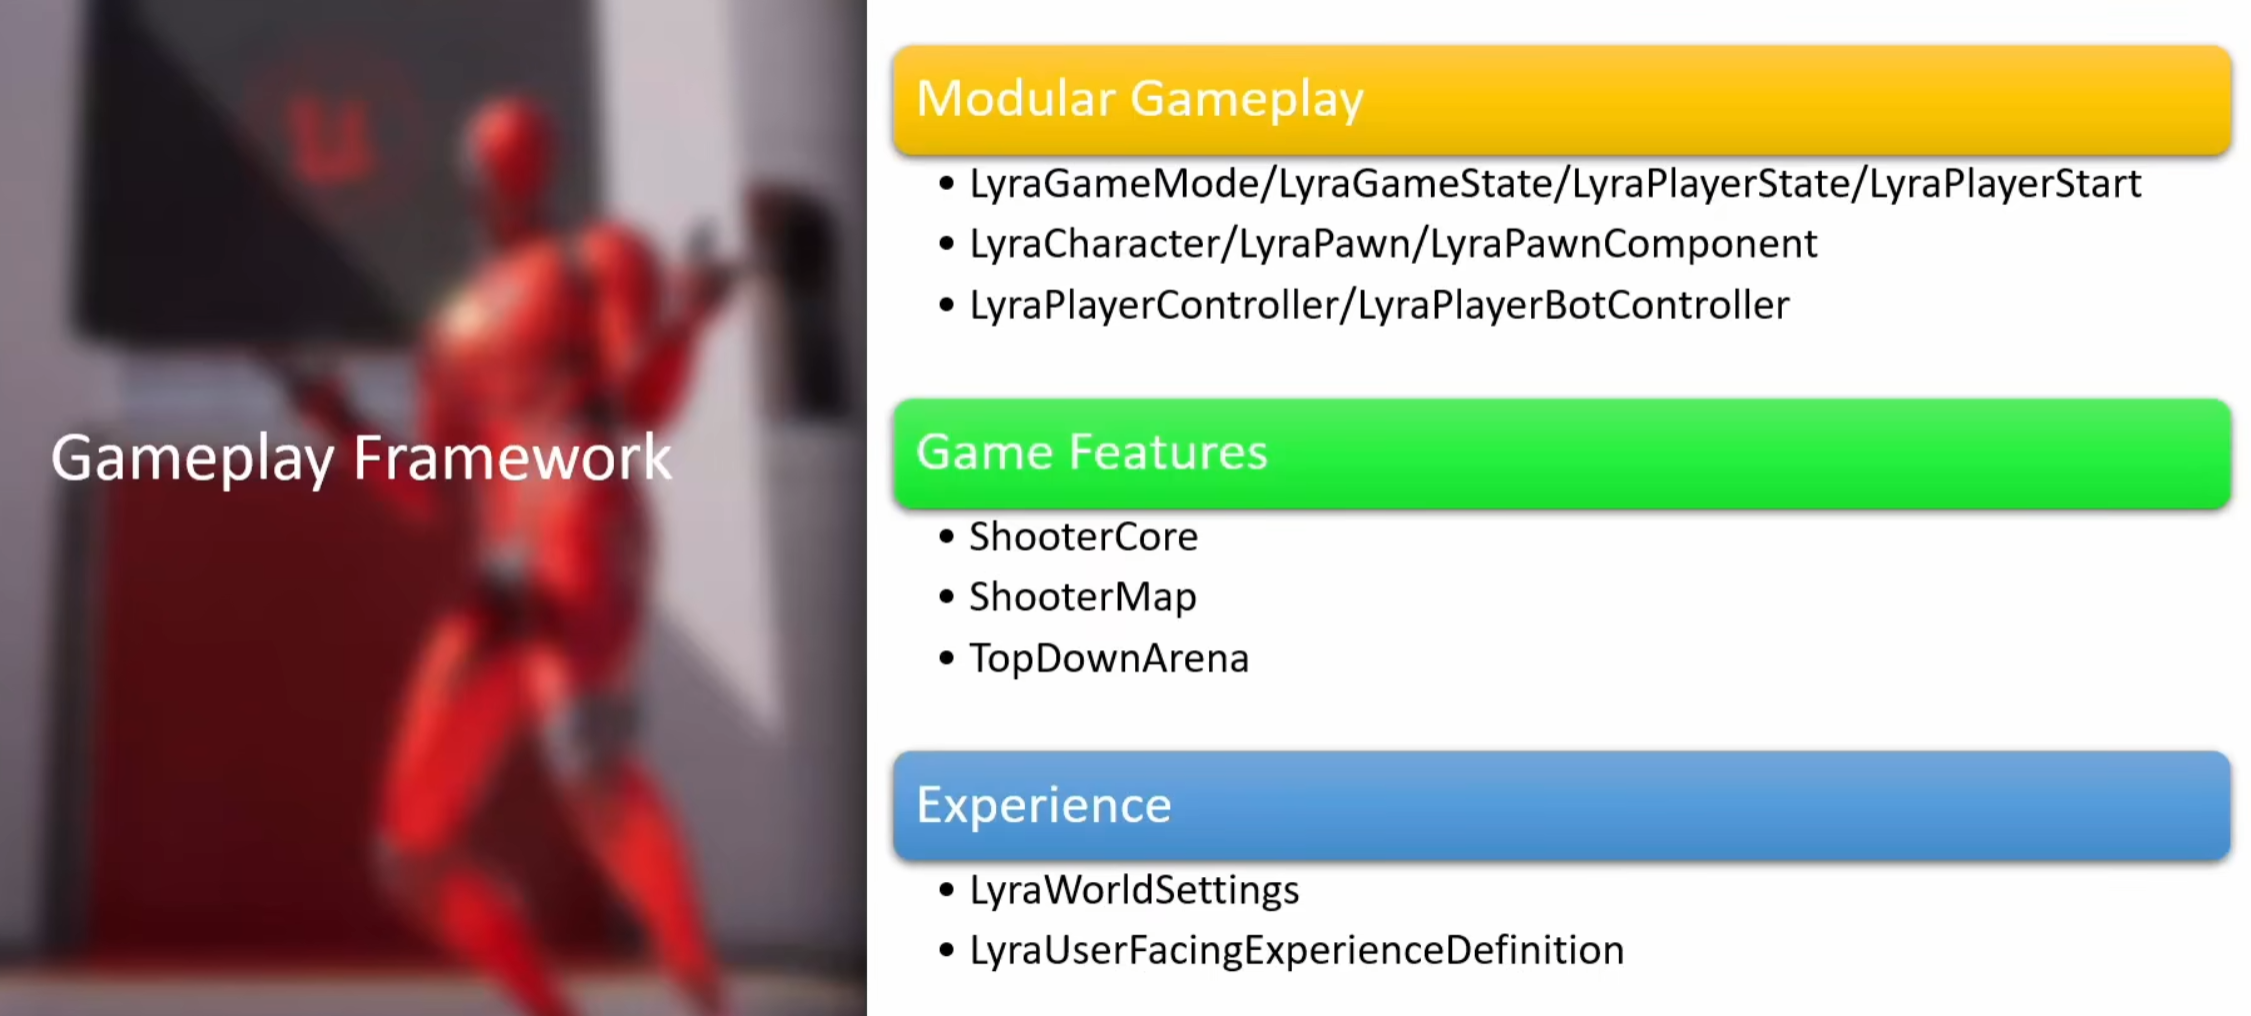 Gameplay Framework
Modular Gameplay
• LyraGameMode/LyraGameState/LyraPlayerState/LyraPlayerStart
• LyraCharacter/LyraPawn/LyraPawnComponent
• LyraPlayerController/LyraPlayerBotController
Game Features
• ShooterCore
• ShooterMap
• TopDownArena
Experience
• LyraWorldSettings
• LyraUserFacingExperienceDefinition